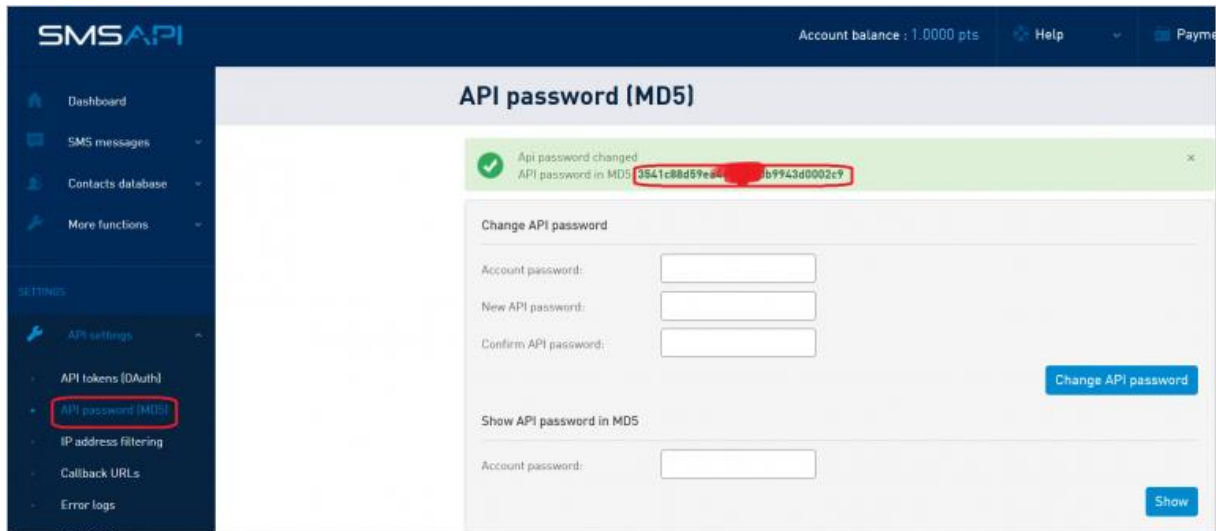 SMSAPI
Account balance : 1.0000 pts
Help
Payme
Dashboard
SMS messages
Contacts database
More functions
SETTINGS
API settings
API tokens (OAuth)
API password (MD5)
IP address filtering
Callback URLs
Error logs
API password (MD5)
Api password changed
API password in MD5
Change API password
Account password:
New API password:
Confirm API password:
Change API password
Show API password in MD5
Account password:
Show